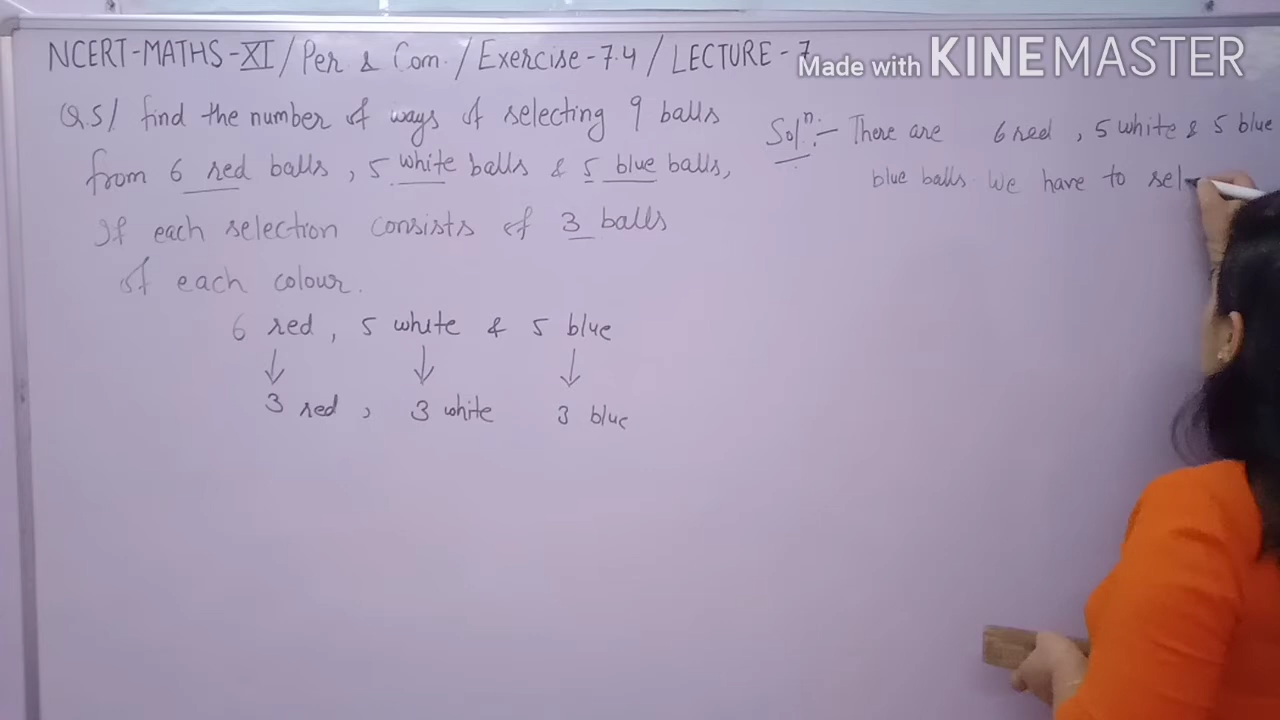 NCERT-MATHS-XI / Per & Com. / Exercise-7.4 / LECTURE-7
Made with KINEMASTER
Q.5/ find the number of ways of selecting 9 balls
from 6 red balls, 5 white balls & 5 blue balls,
If each selection consists of 3 balls
of each colour.
6 red, 5 white & 5 blue
↓ ↓ ↓
3 red, 3 white 3 blue
Solⁿ:- There are 6 red, 5 white & 5 blue
blue balls. We have to sel